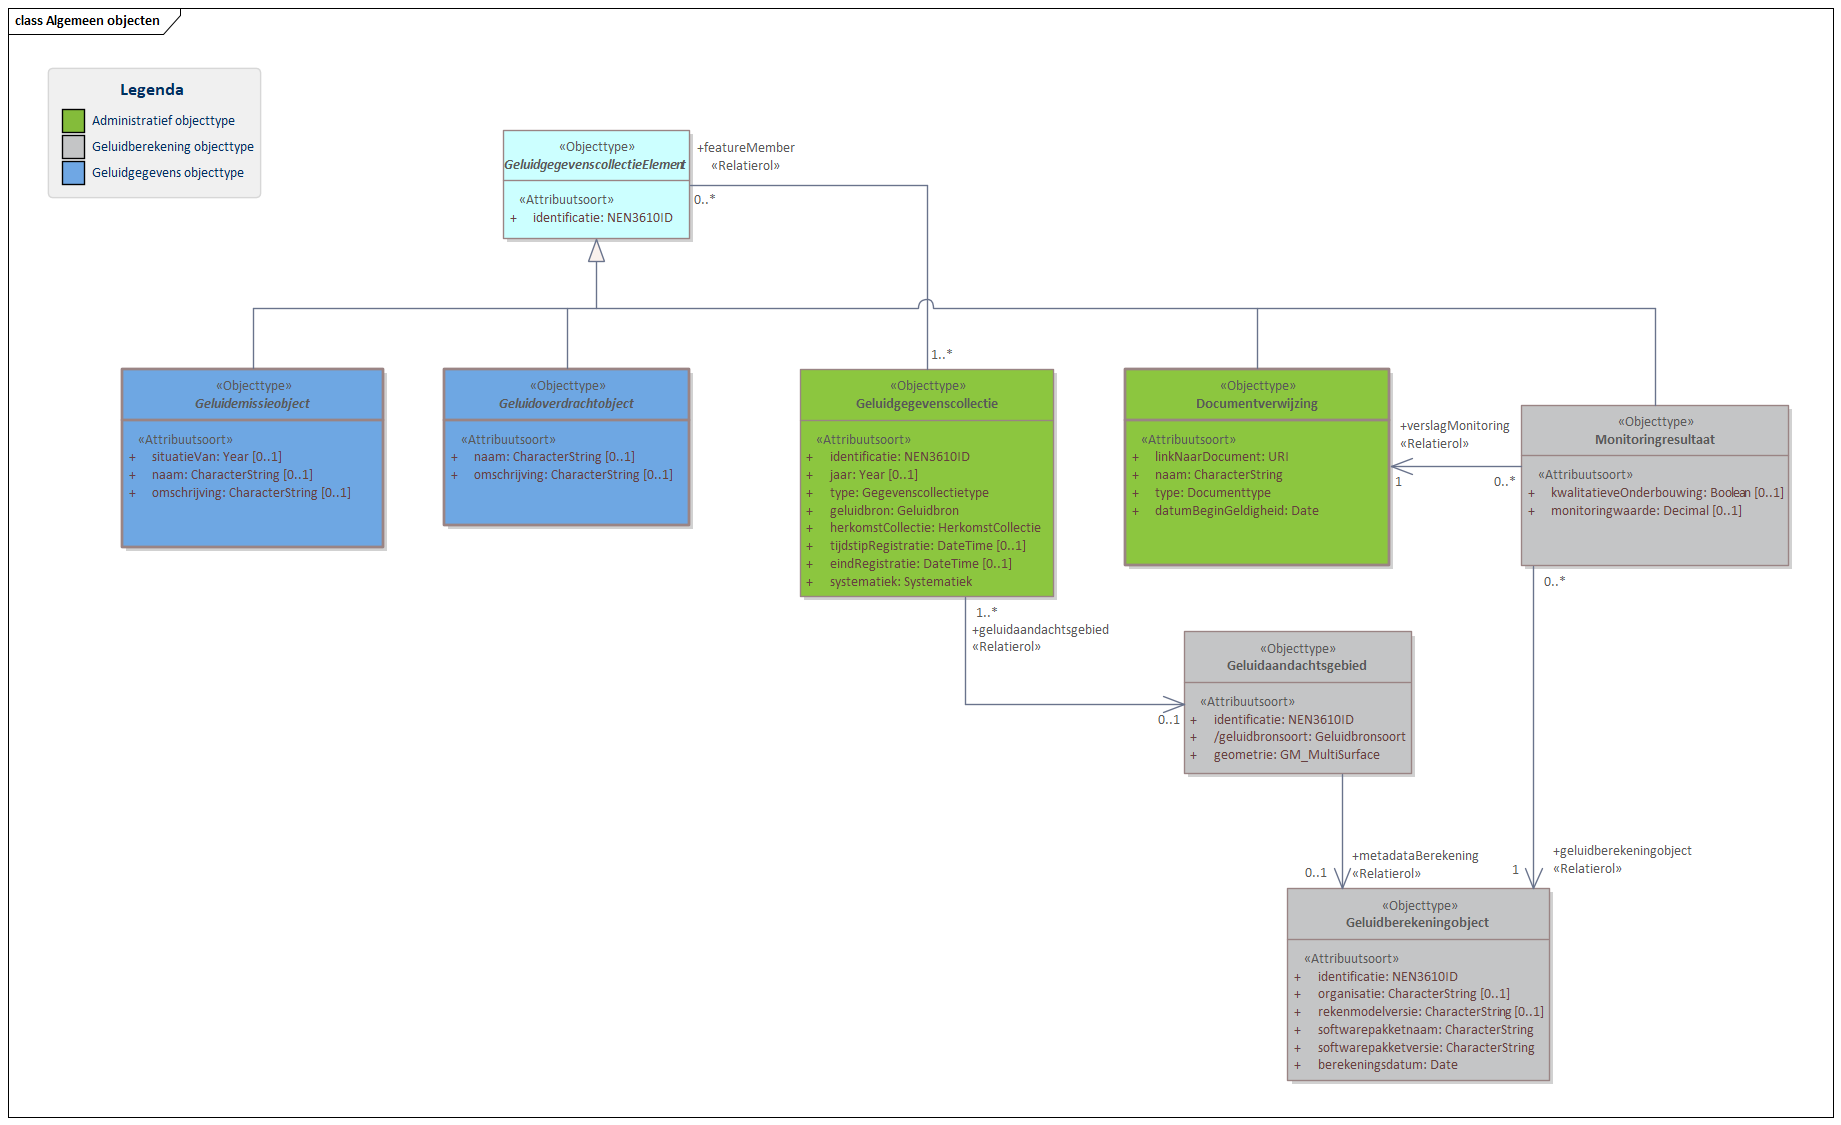 class Algemeen objecten
Legenda
Administratief objecttype
Geluidberekening objecttype
Geluidgegevens objecttype
«Objecttype»
GeluidgegevenscollectieElement
«Attribuutsoort»
+ identificatie: NEN3610ID
+featureMember
«Relatierol»
0..*
1..*
«Objecttype»
Geluidemissieobject
«Attribuutsoort»
+ situatieVan: Year [0..1]
+ naam: CharacterString [0..1]
+ omschrijving: CharacterString [0..1]
«Objecttype»
Geluidoverdrachtobject
«Attribuutsoort»
+ naam: CharacterString [0..1]
+ omschrijving: CharacterString [0..1]
«Objecttype»
Geluidgegevenscollectie
«Attribuutsoort»
+ identificatie: NEN3610ID
+ jaar: Year [0..1]
+ type: Gegevenscollectietype
+ geluidbron: Geluidbron
+ herkomstCollectie: HerkomstCollectie
+ tijdstipRegistratie: DateTime [0..1]
+ eindRegistratie: DateTime [0..1]
+ systematiek: Systematiek
«Objecttype»
Documentverwijzing
«Attribuutsoort»
+ linkNaarDocument: URI
+ naam: CharacterString
+ type: Documenttype
+ datumBeginGeldigheid: Date
+verslagMonitoring
«Relatierol»
1
0..*
«Objecttype»
Monitoringresultaat
«Attribuutsoort»
+ kwalitatieveOnderbouwing: Boolean [0..1]
+ monitoringwaarde: Decimal [0..1]
0..*
1..*
+geluidaandachtsgebied
«Relatierol»
0..1
«Objecttype»
Geluidaandachtsgebied
«Attribuutsoort»
+ identificatie: NEN3610ID
+ /geluidbronsoort: Geluidbronsoort
+ geometrie: GM_MultiSurface
+metadataBerekening
0..1
«Relatierol»
+geluidberekeningobject
1
«Relatierol»
«Objecttype»
Geluidberekeningobject
«Attribuutsoort»
+ identificatie: NEN3610ID
+ organisatie: CharacterString [0..1]
+ rekenmodelversie: CharacterString [0..1]
+ softwarepakketnaam: CharacterString
+ softwarepakketversie: CharacterString
+ berekeningsdatum: Date